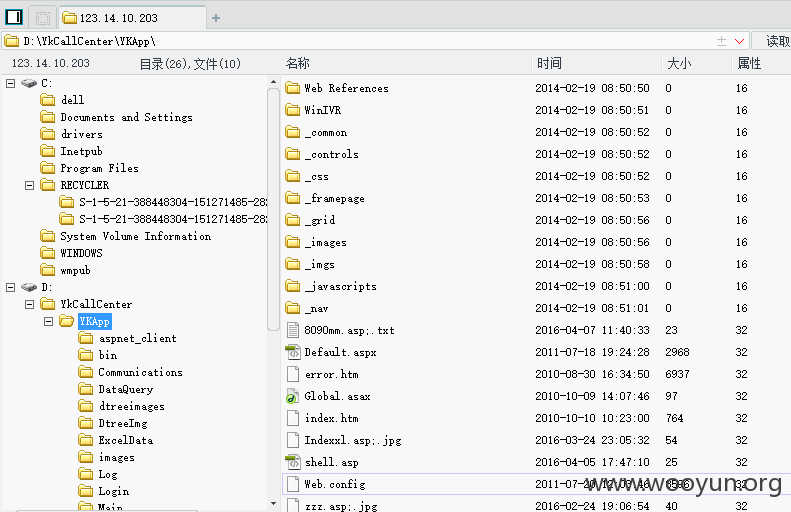 123.14.10.203
D:\YkCallCenter\YKApp\ 读取
123.14.10.203 目录(26),文件(10)
名称 时间 大小 属性
C:
dell
Documents and Settings
drivers
Inetpub
Program Files
RECYCLER
S-1-5-21-388448304-151271485-282
S-1-5-21-388448304-151271485-282
System Volume Information
WINDOWS
wmpub
D:
YkCallCenter
YKApp
aspnet_client
bin
Communications
DataQuery
dtreeimages
DtreeImg
ExcelData
images
Log
Login
Main
Web References 2014-02-19 08:50:50 0 16
WinIVR 2014-02-19 08:50:51 0 16
_common 2014-02-19 08:50:52 0 16
_controls 2014-02-19 08:50:52 0 16
_css 2014-02-19 08:50:52 0 16
_framepage 2014-02-19 08:50:53 0 16
_grid 2014-02-19 08:50:56 0 16
_images 2014-02-19 08:50:56 0 16
_imgs 2014-02-19 08:50:58 0 16
_javascripts 2014-02-19 08:51:00 0 16
_nav 2014-02-19 08:51:01 0 16
8090mm.asp;.txt 2016-04-07 11:40:33 23 32
Default.aspx 2011-07-18 19:24:28 2968 32
error.htm 2010-08-30 16:34:50 6937 32
Global.asax 2010-10-09 14:07:46 97 32
index.htm 2010-10-10 10:23:00 764 32
Indexxl.asp;.jpg 2016-03-24 23:05:32 54 32
shell.asp 2016-04-05 17:47:10 25 32
Web.config 2011-07-20 32
www.wooyun.org
zzz.asp;.jpg 2016-02-24 19:06:54 40 32